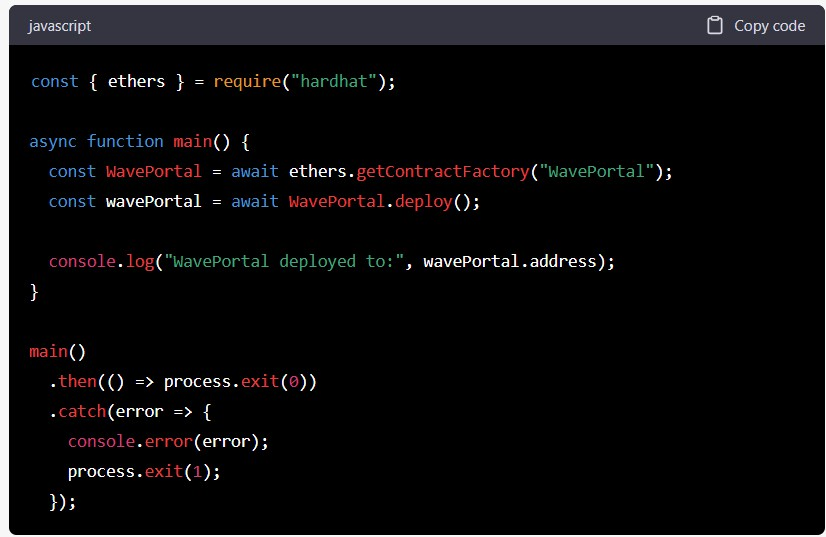 javascript
Copy code
const { ethers } = require("hardhat");
async function main() {
  const WavePortal = await ethers.getContractFactory("WavePortal");
  const wavePortal = await WavePortal.deploy();
  console.log("WavePortal deployed to:", wavePortal.address);
}
main()
  .then(() => process.exit(0))
  .catch(error => {
    console.error(error);
    process.exit(1);
  });